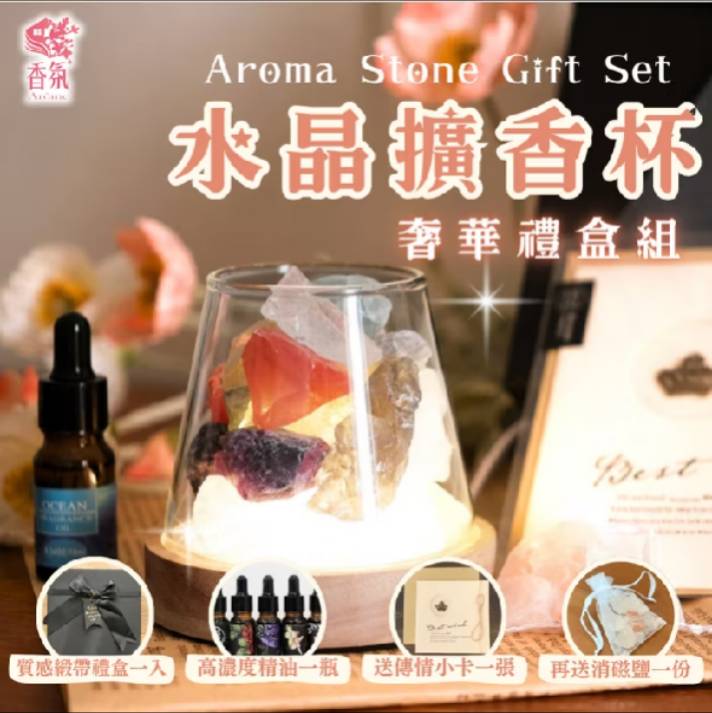 香氛
Aroma Stone Gift Set
水晶擴香杯
奢華禮盒組
OCEAN
FRAGRANCE
OIL
Best
Best wish
質感緞帶禮盒一入
高濃度精油一瓶
送傳情小卡一張
再送消磁鹽一份